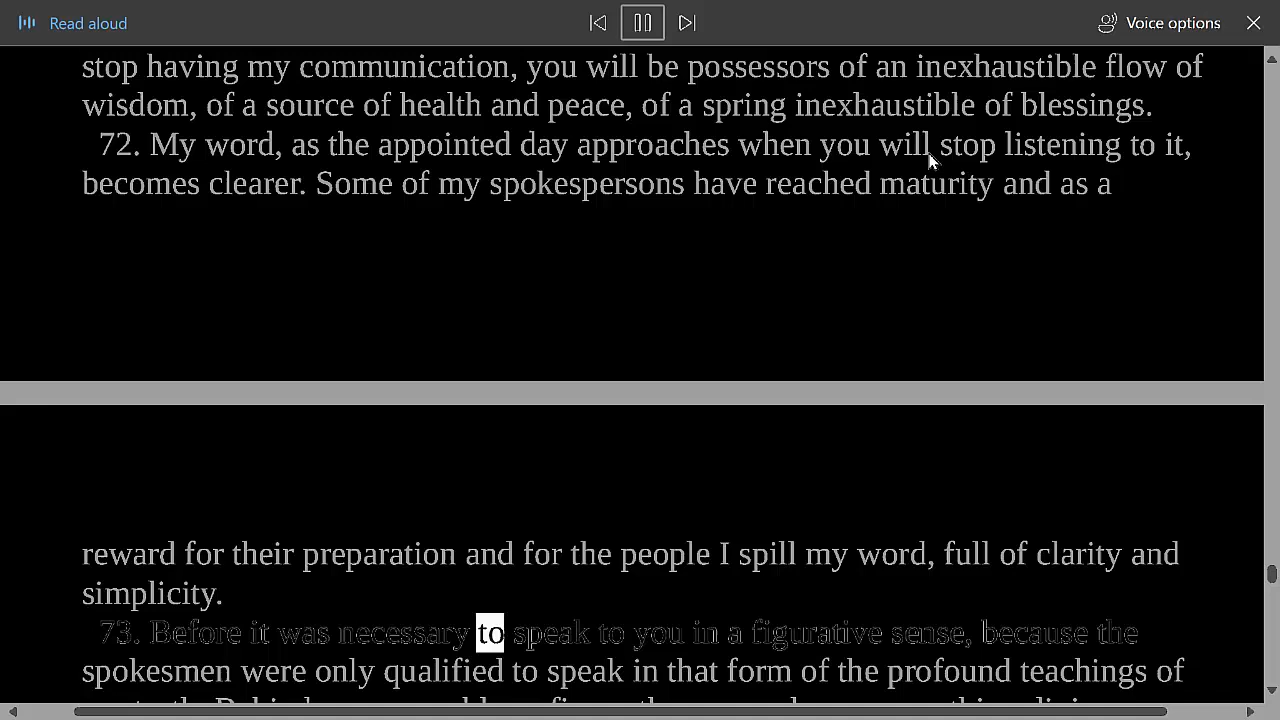 Read aloud
Voice options
stop having my communication, you will be possessors of an inexhaustible flow of
wisdom, of a source of health and peace, of a spring inexhaustible of blessings.
72. My word, as the appointed day approaches when you will stop listening to it,
becomes clearer. Some of my spokespersons have reached maturity and as a
reward for their preparation and for the people I spill my word, full of clarity and
simplicity.
73. Before it was necessary to speak to you in a figurative sense, because the
spokesmen were only qualified to speak in that form of the profound teachings of